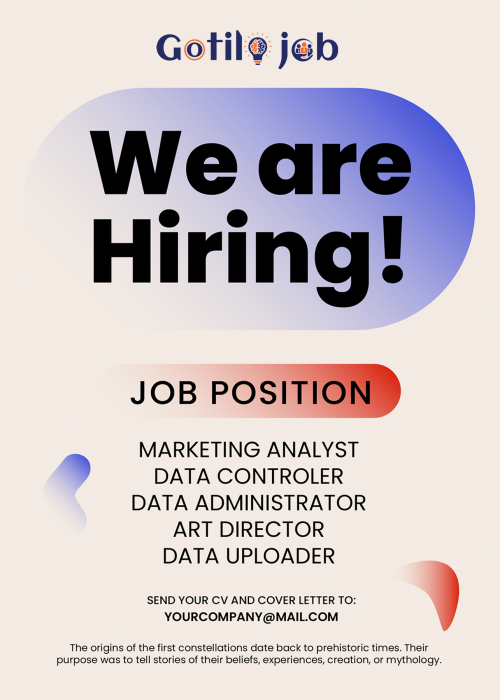 Gotilo job
We are
Hiring!
JOB POSITION
MARKETING ANALYST
DATA CONTROLER
DATA ADMINISTRATOR
ART DIRECTOR
DATA UPLOADER
SEND YOUR CV AND COVER LETTER TO:
YOURCOMPANY@MAIL.COM
The origins of the first constellations date back to prehistoric times. Their
purpose was to tell stories of their beliefs, experiences, creation, or mythology.